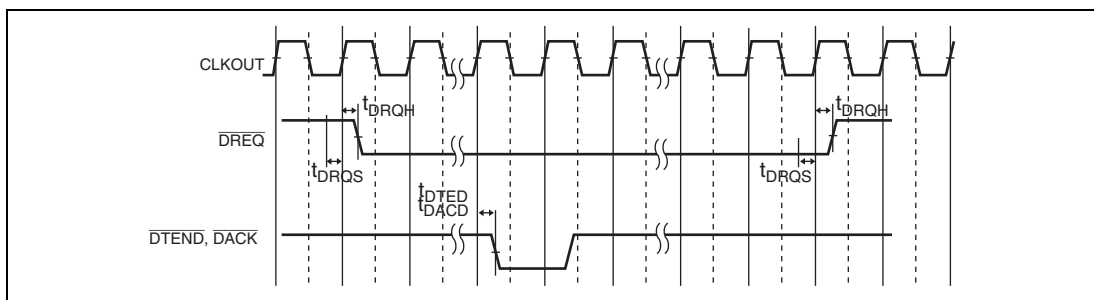 CLKOUT
tDRQH
tDRQH
DREQ
tDRQS
tDRQS
tDTED
tDACD
DTEND, DACK